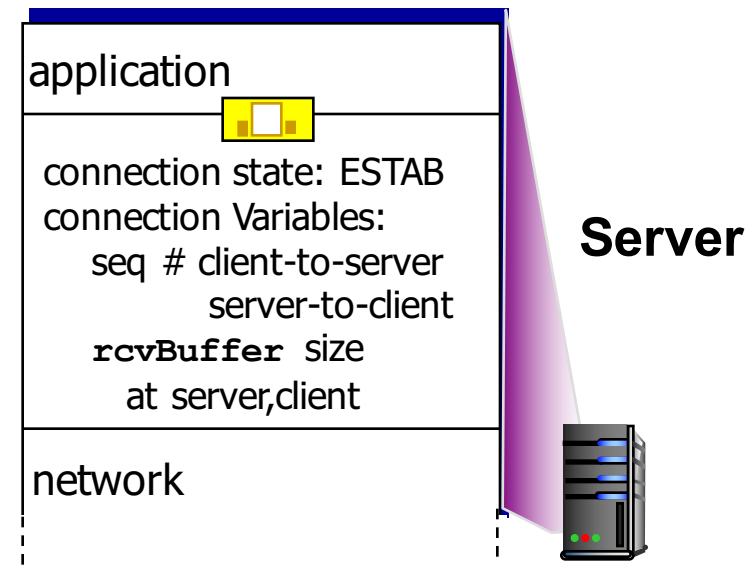 application
connection state: ESTAB
connection Variables:
seq # client-to-server
server-to-client
rcvBuffer size
at server,client
network
Server